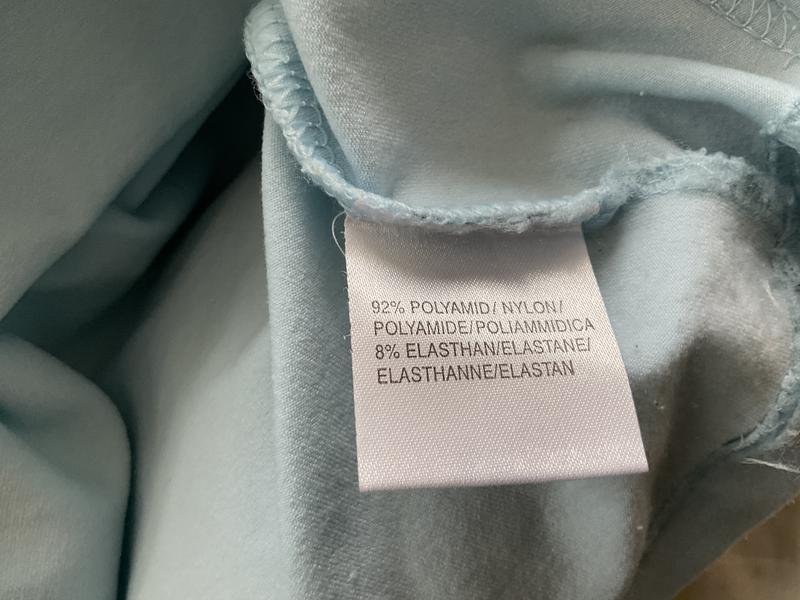 92% POLYAMID/ NYLON/
POLYAMIDE/POLIAMMIDICA
8% ELASTHAN/ELASTANE/
ELASTHANNE/ELASTAN